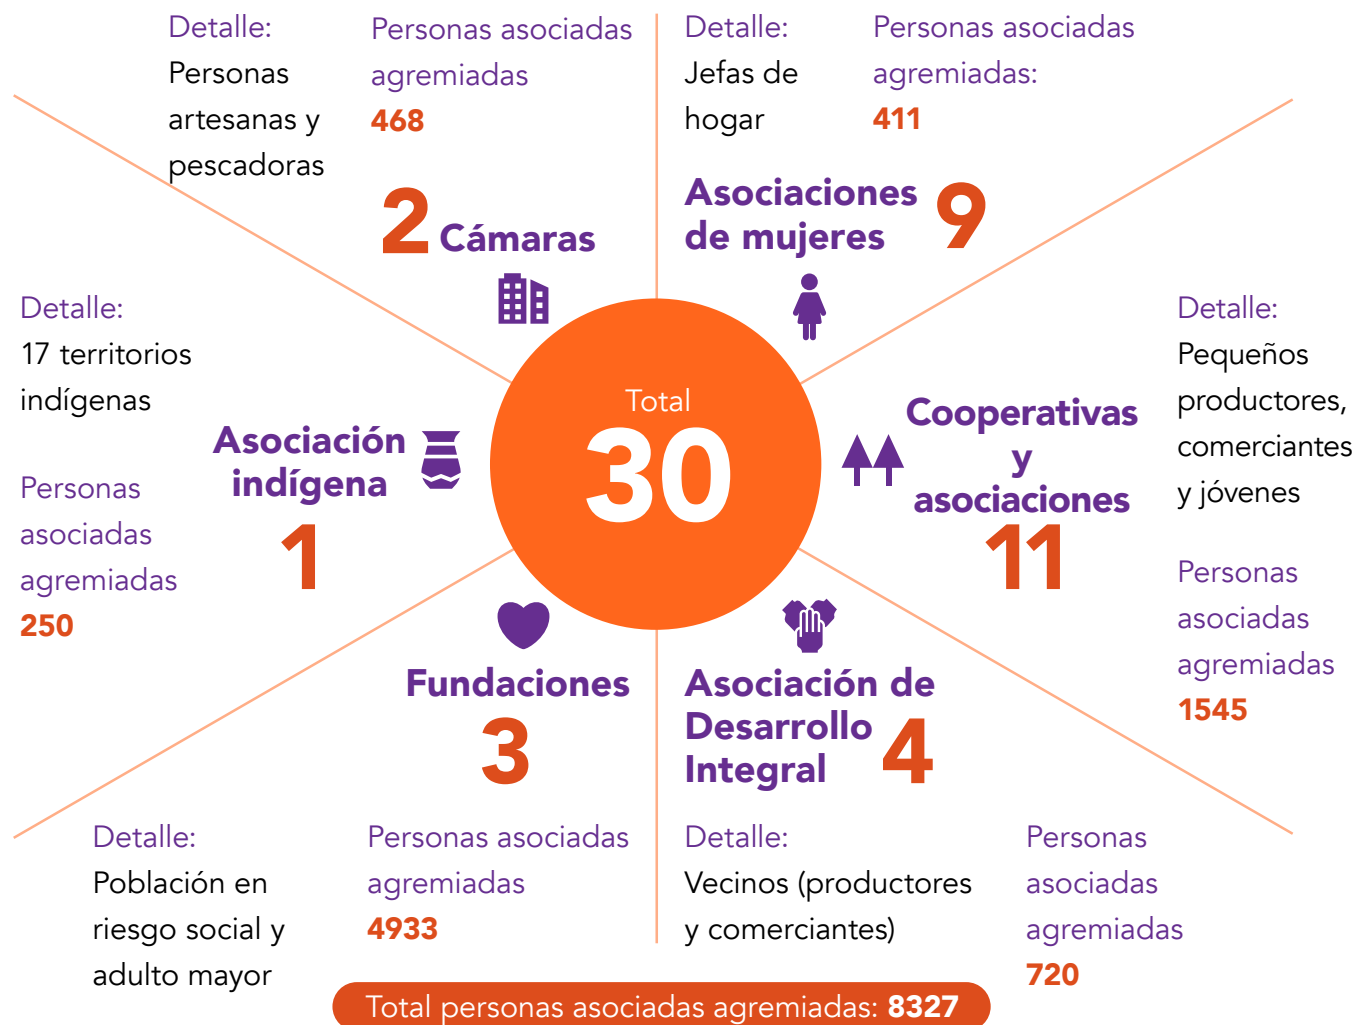 Detalle:
Personas
artesanas y
pescadoras
Personas asociadas
agremiadas
468
2 Cámaras
Detalle:
Jefas de
hogar
Personas asociadas
agremiadas:
411
Asociaciones
de mujeres
9
Detalle:
17 territorios
indígenas
Personas
asociadas
agremiadas
250
Asociación
indígena
1
Total
30
Cooperativas
y
asociaciones
11
Detalle:
Pequeños
productores,
comerciantes
y jóvenes
Personas
asociadas
agremiadas
1545
Fundaciones
3
Detalle:
Población en
riesgo social y
adulto mayor
Personas asociadas
agremiadas
4933
Asociación de
Desarrollo
Integral
4
Detalle:
Vecinos (productores
y comerciantes)
Personas
asociadas
agremiadas
720
Total personas asociadas agremiadas: 8327